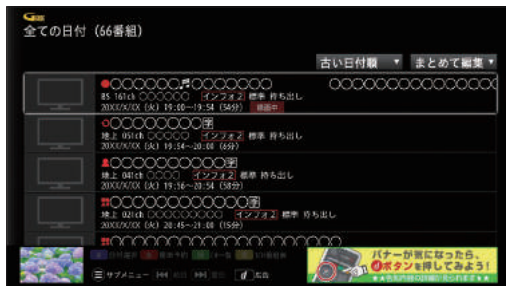 G GUIDE
全ての日付（66番組）
古い日付順 ▼ まとめて編集 ▼
●○○○○○○○♬○○○○○○○○ ○○○○○○○○○○○○○○○
BS 161ch ○○○○○○ インフォ2 標準 持ち出し
20XX/X/XX (火) 19:00〜19:54 (54分) 録画中
○○○○○○○○○○字
地上 051ch ○○○○ インフォ2 標準 持ち出し
20XX/X/XX (火) 19:54〜20:00 (6分)
○○○○○○○○○○○字
地上 041ch ○○○○ インフォ2 標準 持ち出し
20XX/X/XX (火) 19:56〜20:54 (58分)
○○○○○○○○○○○○○字
地上 021ch ○○○○○○○○○ インフォ2 標準 持ち出し
20XX/X/XX (火) 20:45〜21:00 (15分)
○○○○○○○○○○○○○○○○○○○○○
サブメニュー d 広告
バナーが気になったら、
dボタンを押してみよう!